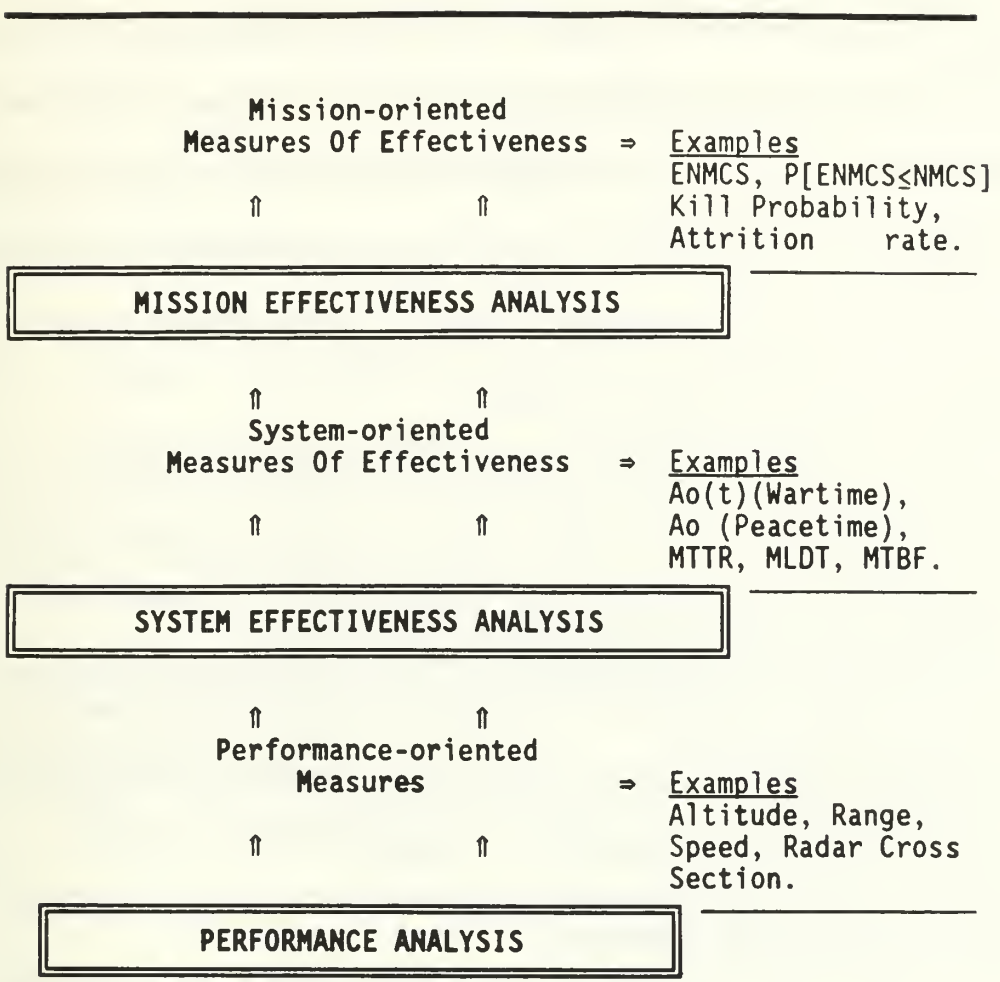 Mission-oriented
Measures Of Effectiveness ⇒ Examples
ENMCS, P[ENMCS≤NMCS]
⇑ ⇑ Kill Probability,
Attrition rate.
MISSION EFFECTIVENESS ANALYSIS
⇑ ⇑
System-oriented
Measures Of Effectiveness ⇒ Examples
Ao(t)(Wartime),
⇑ ⇑ Ao (Peacetime),
MTTR, MLDT, MTBF.
SYSTEM EFFECTIVENESS ANALYSIS
⇑ ⇑
Performance-oriented
Measures ⇒ Examples
Altitude, Range,
⇑ ⇑ Speed, Radar Cross
Section.
PERFORMANCE ANALYSIS